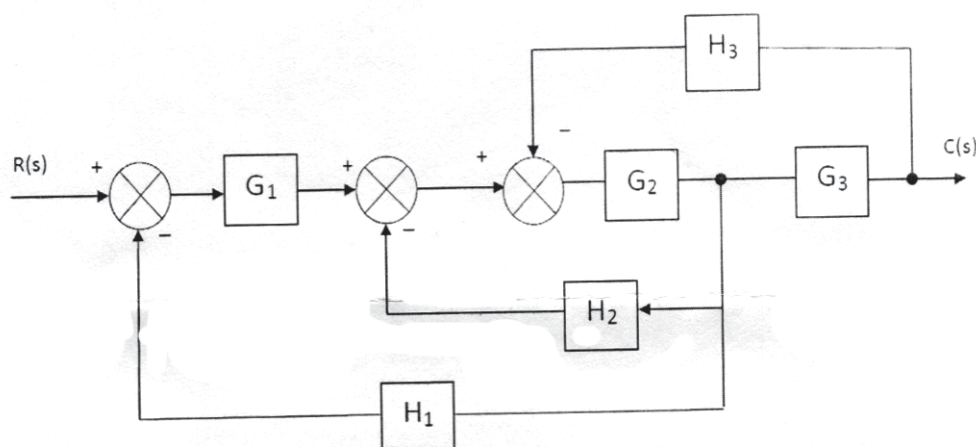 H₃
−
R(s)
+
+
+
C(s)
G₁
G₂
G₃
−
−
H₂
H₁